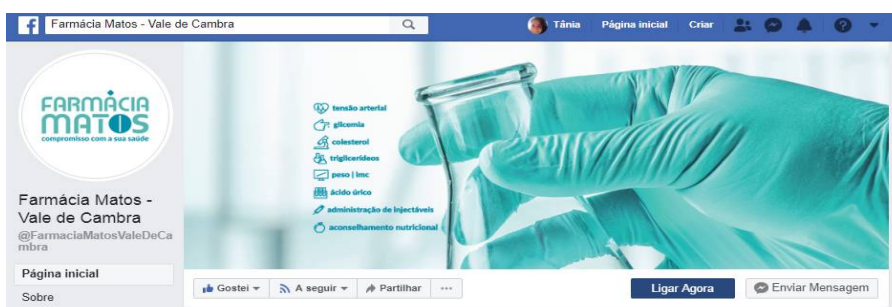 Farmácia Matos - Vale de Cambra
Tânia Página inicial Criar
FARMÁCIA
MATOS
compromisso com a sua saúde
tensão arterial
glicemia
colesterol
triglicerídeos
peso | imc
ácido úrico
administração de injectáveis
aconselhamento nutricional
Farmácia Matos -
Vale de Cambra
@FarmaciaMatosValeDeCa
mbra
Página inicial
Sobre
Gostei A seguir Partilhar ...
Ligar Agora Enviar Mensagem